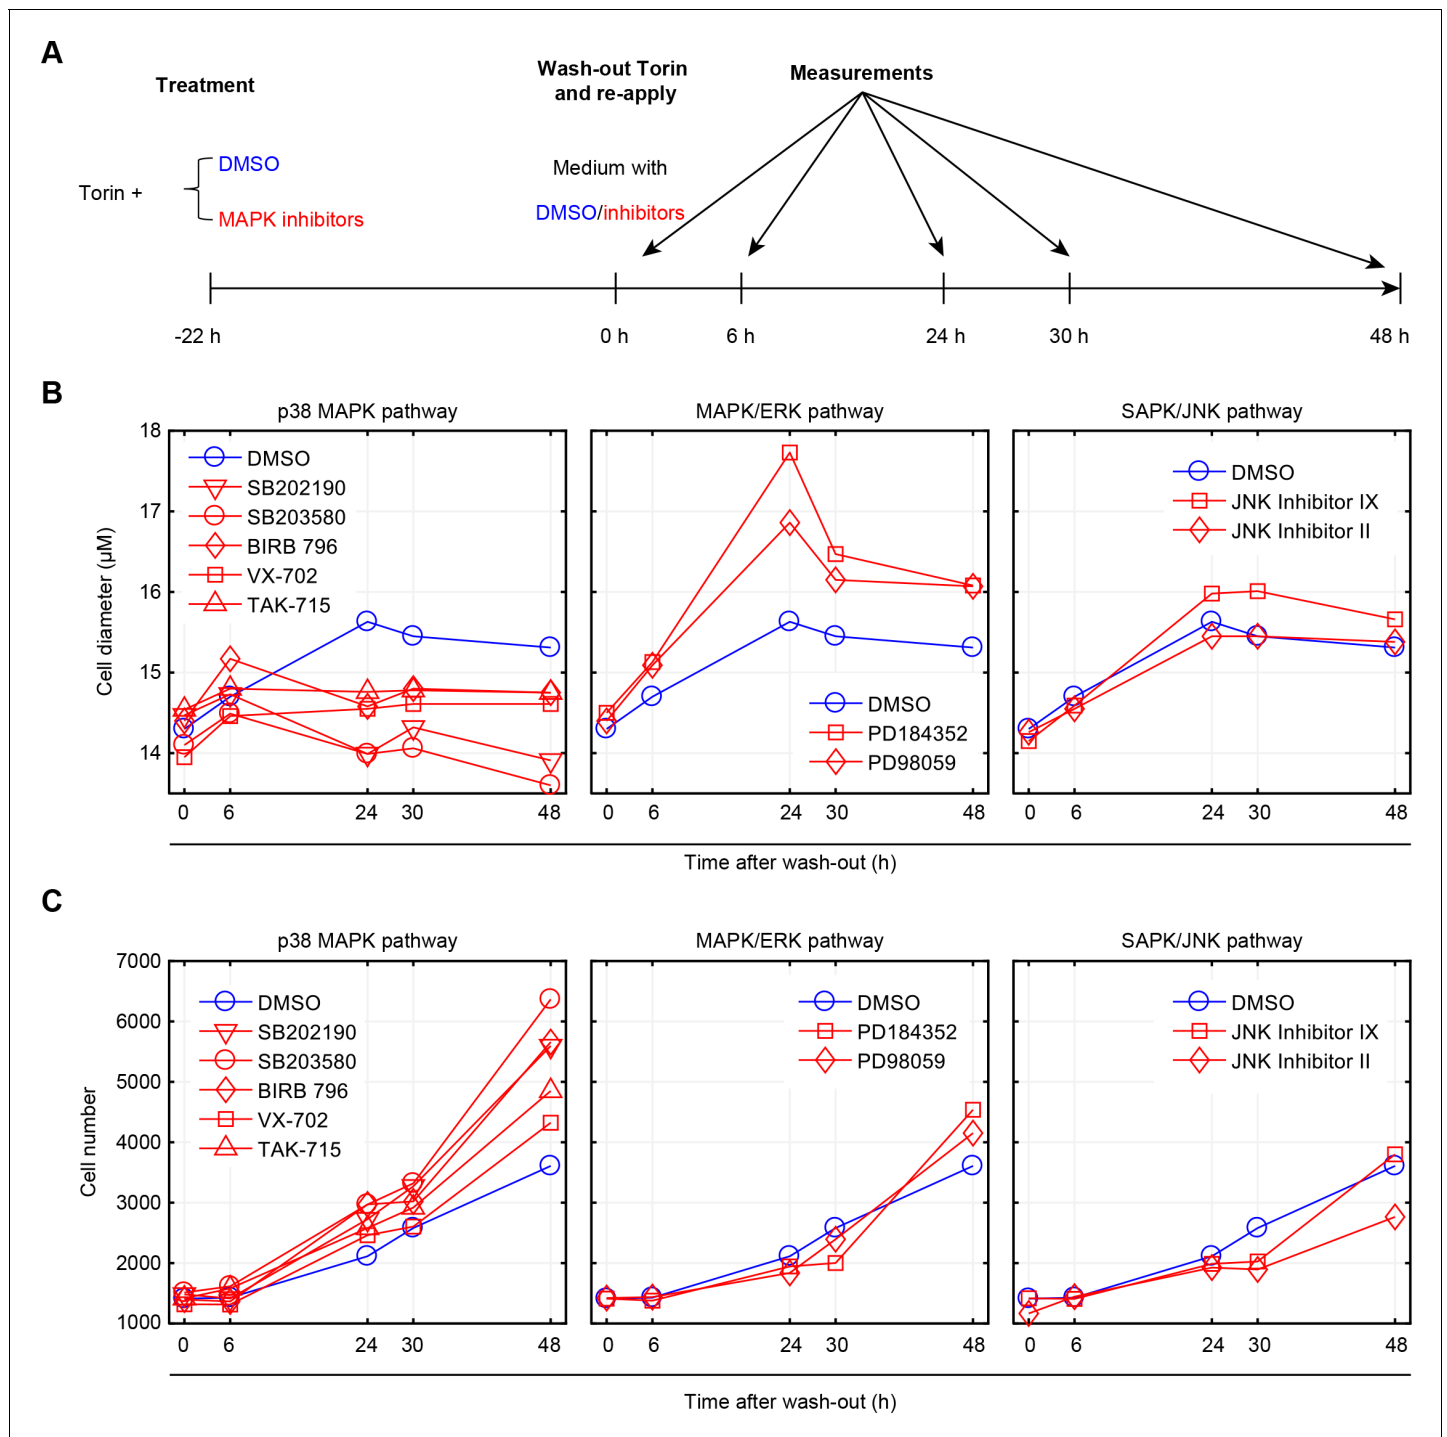 A
Treatment
Wash-out Torin
and re-apply
Measurements
Torin +
DMSO
MAPK inhibitors
Medium with
DMSO/inhibitors
-22 h
0 h
6 h
24 h
30 h
48 h
B
p38 MAPK pathway
MAPK/ERK pathway
SAPK/JNK pathway
Cell diameter (µM)
18
17
16
15
14
DMSO
SB202190
SB203580
BIRB 796
VX-702
TAK-715
DMSO
PD184352
PD98059
DMSO
JNK Inhibitor IX
JNK Inhibitor II
0 6 24 30 48
0 6 24 30 48
0 6 24 30 48
Time after wash-out (h)
C
p38 MAPK pathway
MAPK/ERK pathway
SAPK/JNK pathway
Cell number
7000
6000
5000
4000
3000
2000
1000
DMSO
SB202190
SB203580
BIRB 796
VX-702
TAK-715
DMSO
PD184352
PD98059
DMSO
JNK Inhibitor IX
JNK Inhibitor II
0 6 24 30 48
0 6 24 30 48
0 6 24 30 48
Time after wash-out (h)